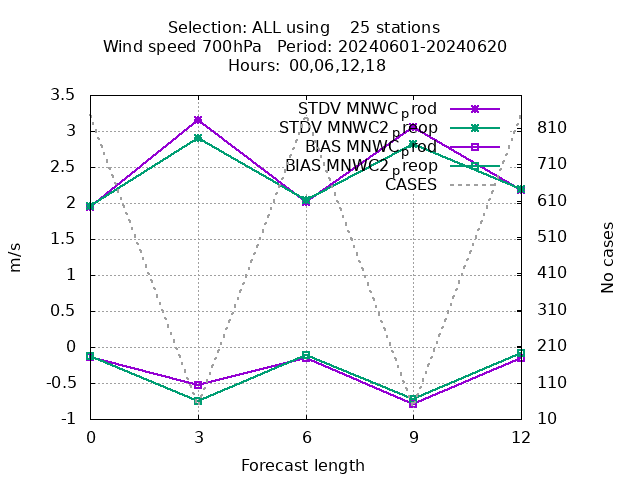 Selection: ALL using 25 stations
Wind speed 700hPa Period: 20240601-20240620
Hours: 00,06,12,18
STDV MNWC_prod
STDV MNWC2_preop
BIAS MNWC_prod
BIAS MNWC2_preop
CASES
3.5
3
2.5
2
1.5
1
0.5
0
-0.5
-1
m/s
810
710
610
510
410
310
210
110
10
No cases
0 3 6 9 12
Forecast length